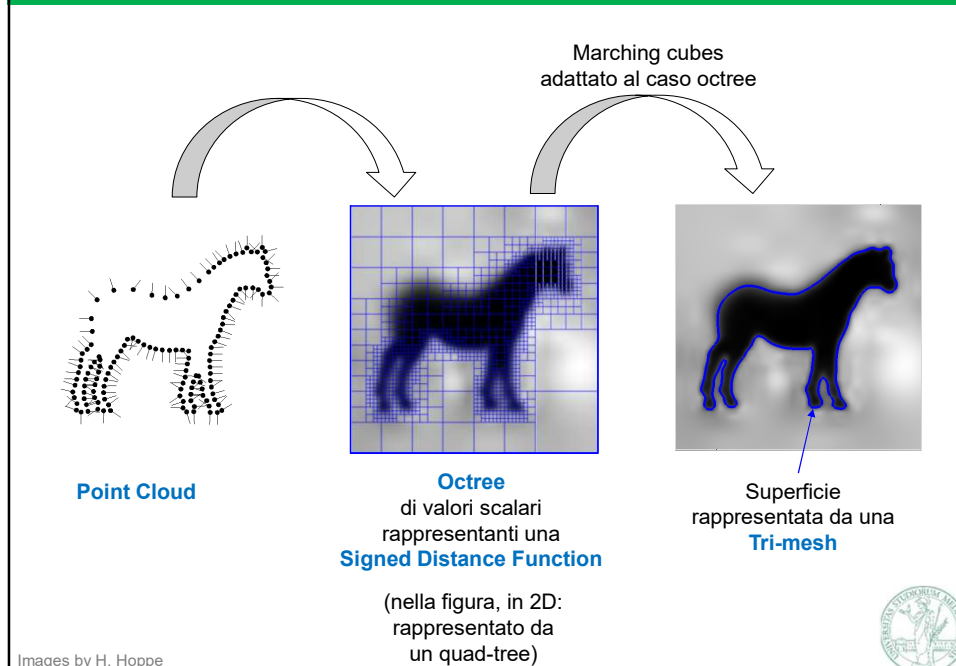 Marching cubes
adattato al caso octree
Point Cloud
Octree
di valori scalari
rappresentanti una
Signed Distance Function
(nella figura, in 2D:
rappresentato da
un quad-tree)
Superficie
rappresentata da una
Tri-mesh
Images by H. Hoppe